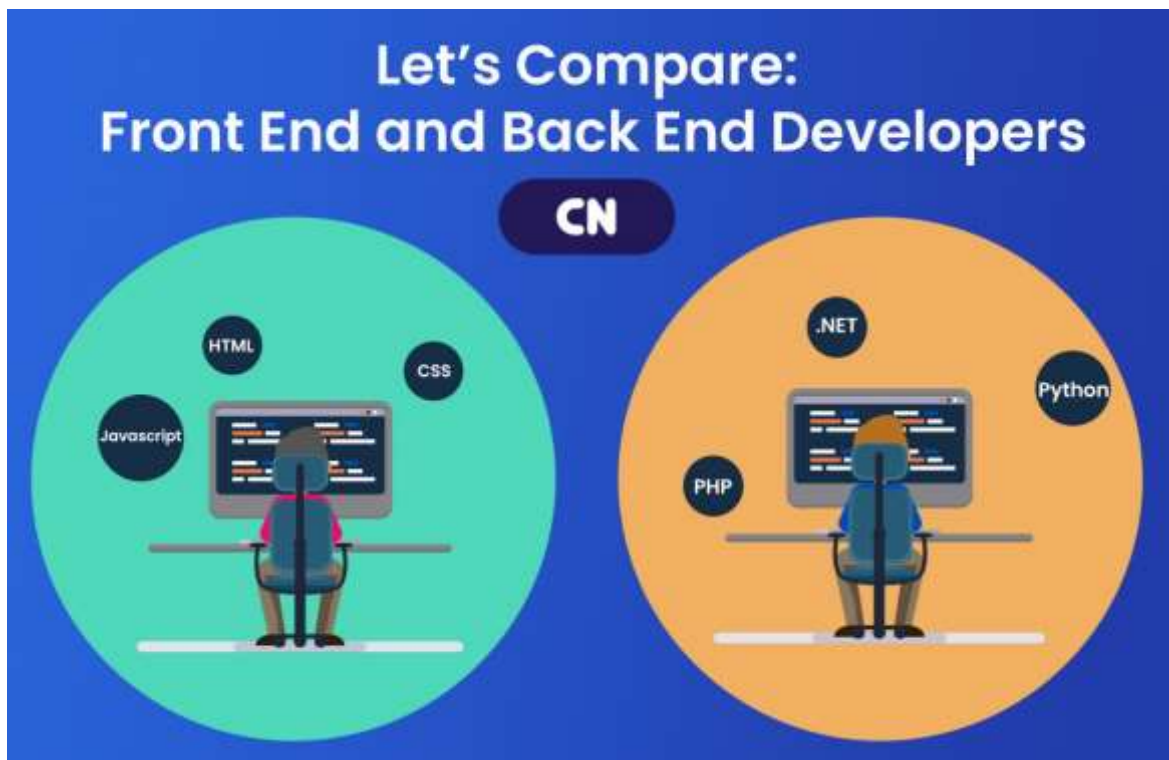 Let's Compare:
Front End and Back End Developers
CN
HTML
CSS
Javascript
.NET
Python
PHP